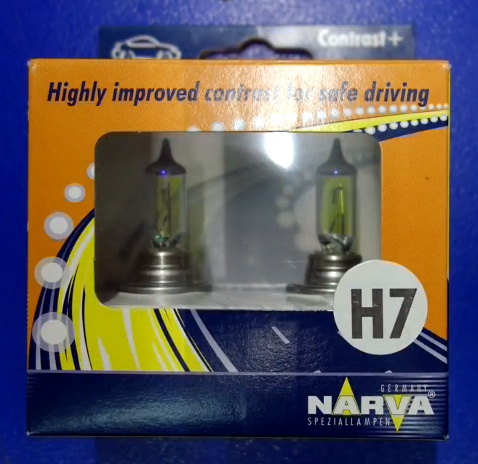 Contrast+
Highly improved contrast for safe driving
H7
GERMANY
NARVA®
SPEZIALLAMPEN